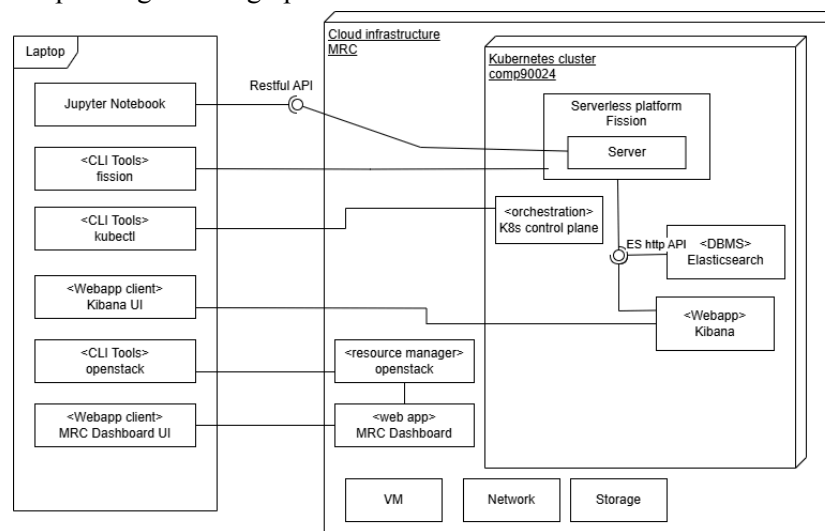 Laptop
Jupyter Notebook
<CLI Tools>
fission
<CLI Tools>
kubectl
<Webapp client>
Kibana UI
<CLI Tools>
openstack
<Webapp client>
MRC Dashboard UI
Restful API
Cloud infrastructure
MRC
Kubernetes cluster
comp90024
Serverless platform
Fission
Server
<orchestration>
K8s control plane
ES http API
<DBMS>
Elasticsearch
<Webapp>
Kibana
<resource manager>
openstack
<web app>
MRC Dashboard
VM
Network
Storage